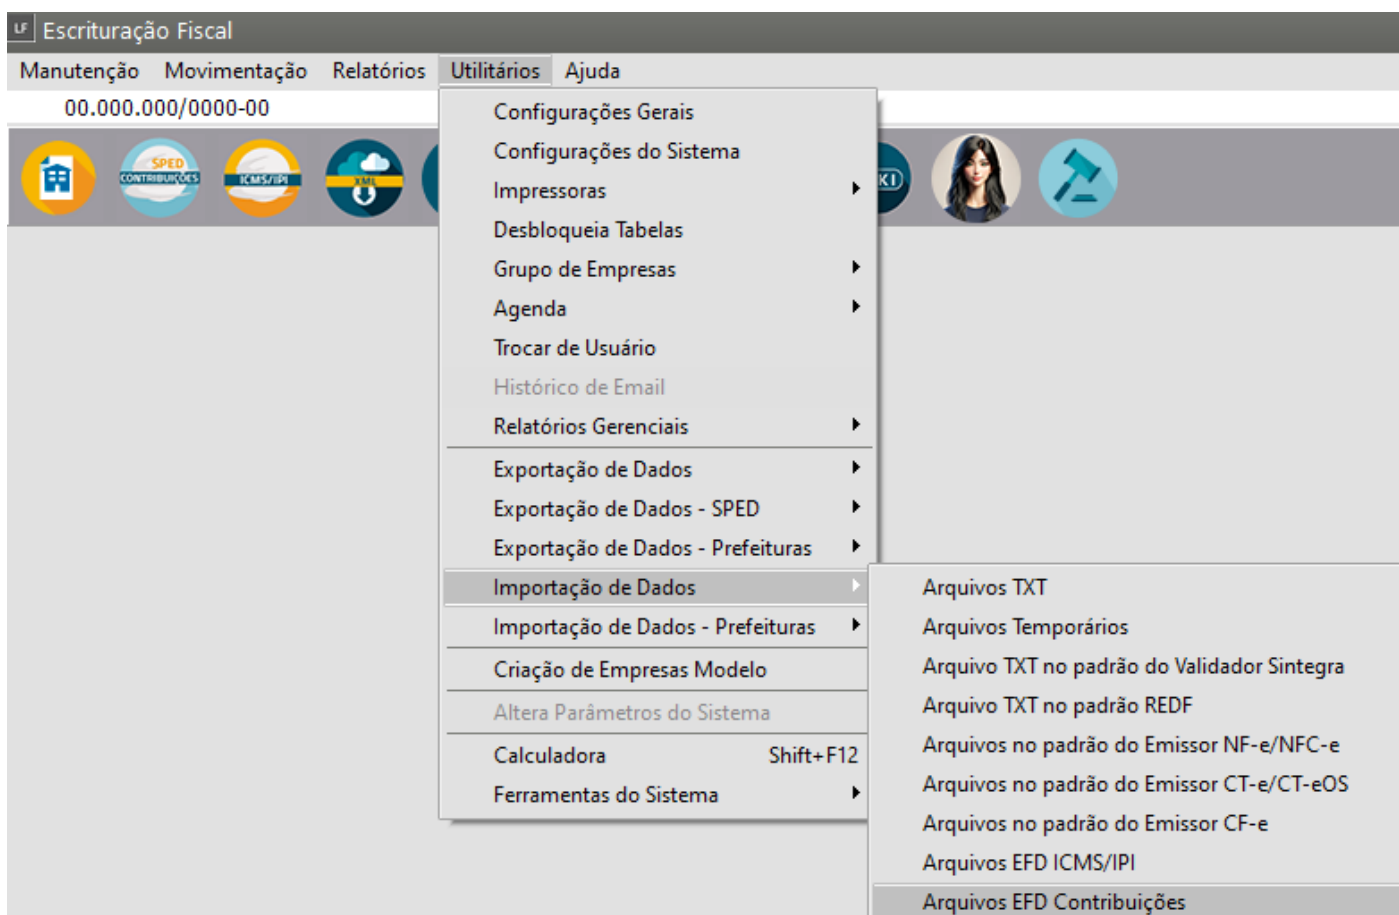 LF Escrituração Fiscal
Manutenção Movimentação Relatórios Utilitários Ajuda
00.000.000/0000-00
SPED
CONTRIBUIÇÕES
ICMS/IPI
XML
Configurações Gerais
Configurações do Sistema
Impressoras
Desbloqueia Tabelas
Grupo de Empresas
Agenda
Trocar de Usuário
Histórico de Email
Relatórios Gerenciais
Exportação de Dados
Exportação de Dados - SPED
Exportação de Dados - Prefeituras
Importação de Dados
Importação de Dados - Prefeituras
Criação de Empresas Modelo
Altera Parâmetros do Sistema
Calculadora Shift+F12
Ferramentas do Sistema
Arquivos TXT
Arquivos Temporários
Arquivo TXT no padrão do Validador Sintegra
Arquivo TXT no padrão REDF
Arquivos no padrão do Emissor NF-e/NFC-e
Arquivos no padrão do Emissor CT-e/CT-eOS
Arquivos no padrão do Emissor CF-e
Arquivos EFD ICMS/IPI
Arquivos EFD Contribuições